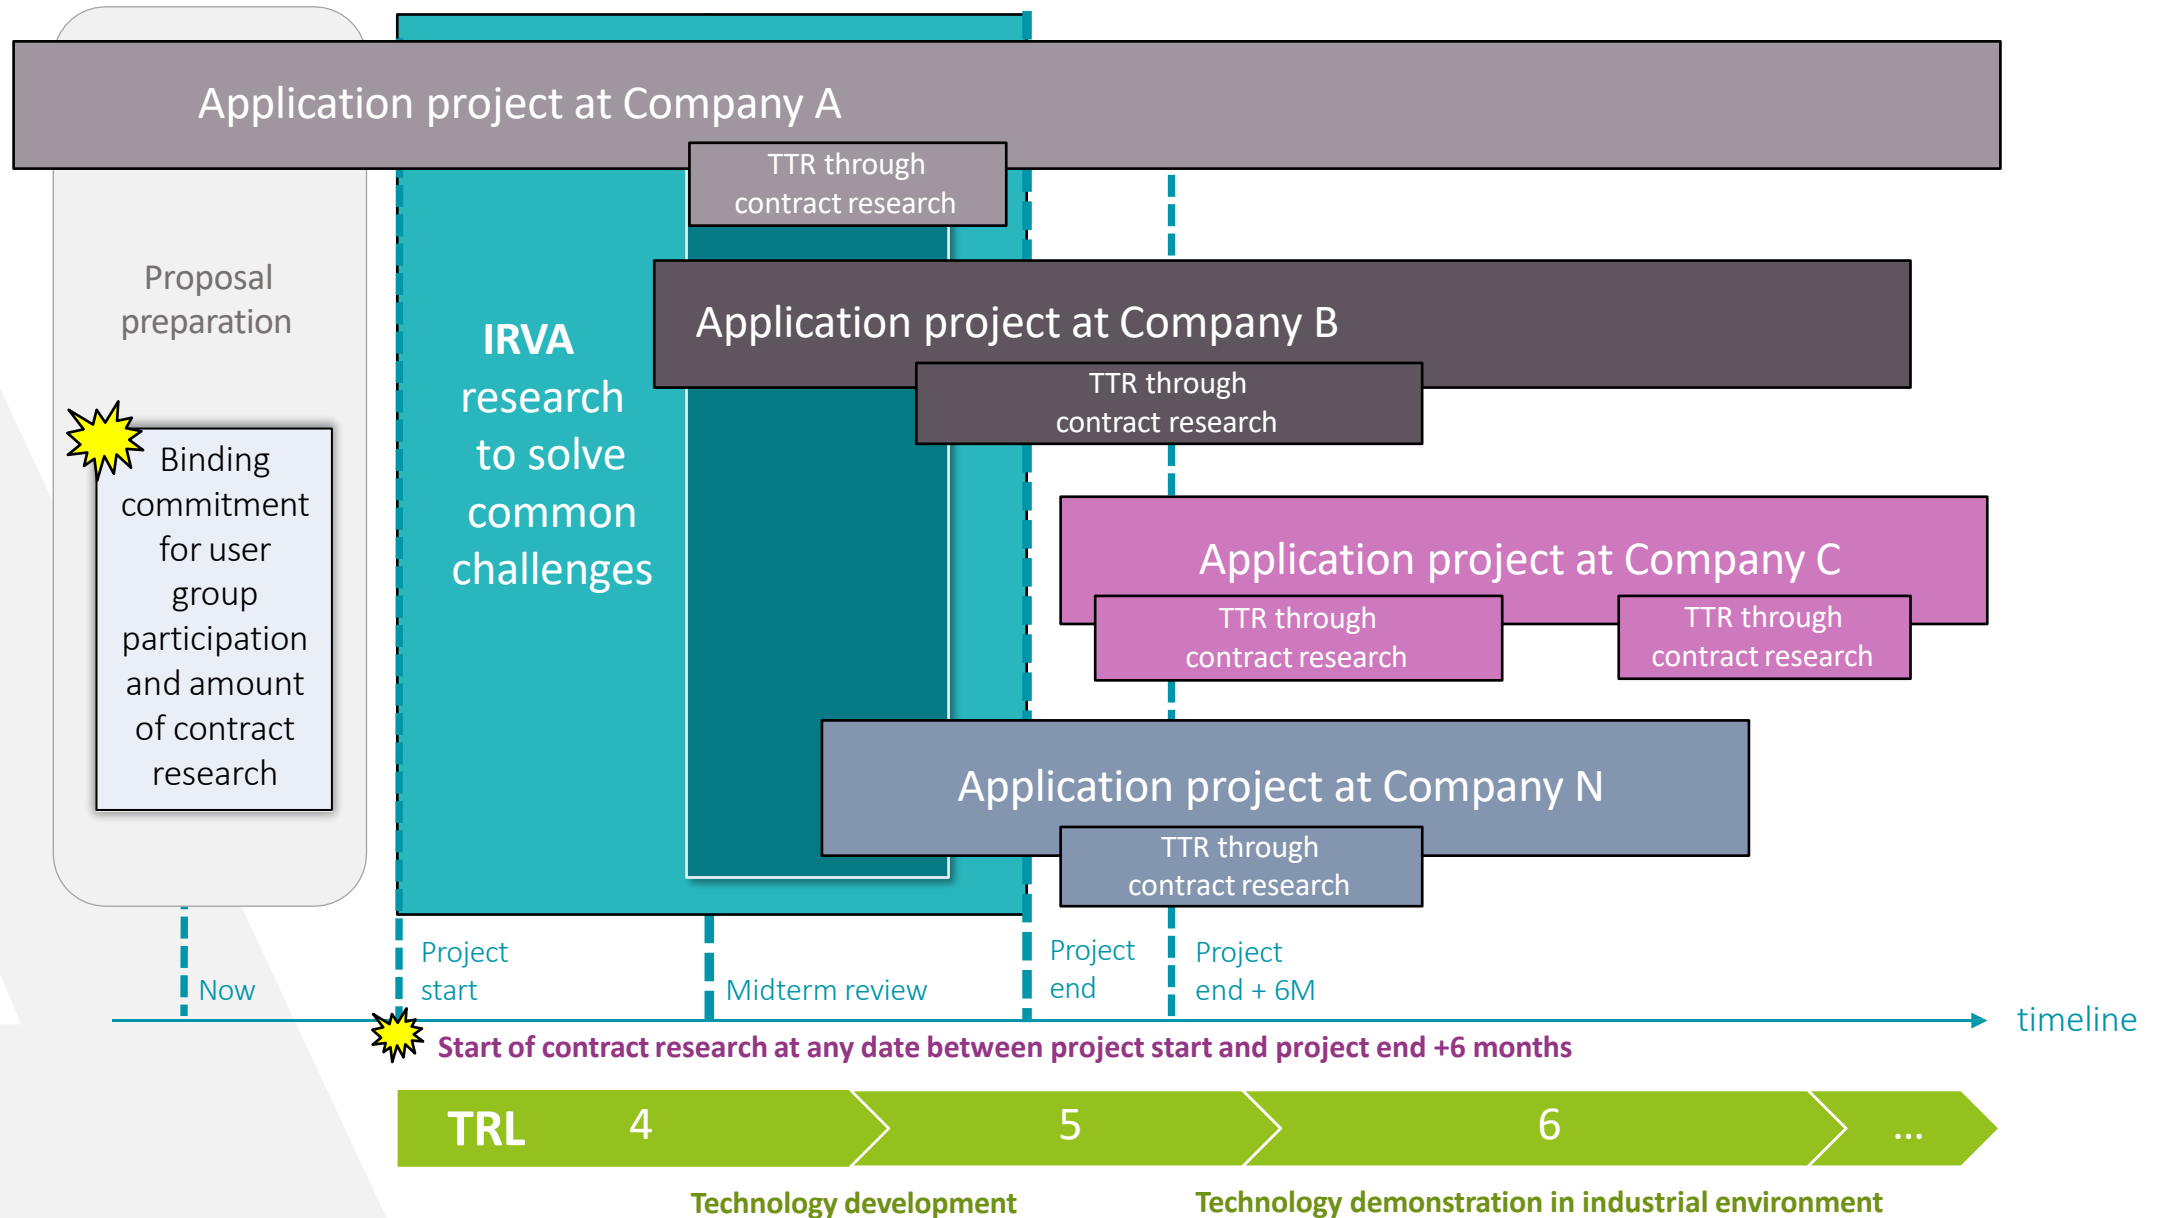 Application project at Company A
TTR through
contract research
Proposal
preparation
Application project at Company B
TTR through
contract research
IRVA
research
to solve
common
challenges
Binding
commitment
for user
group
participation
and amount
of contract
research
Application project at Company C
TTR through
contract research
TTR through
contract research
Application project at Company N
TTR through
contract research
Now
Project
start
Midterm review
Project
end
Project
end + 6M
timeline
Start of contract research at any date between project start and project end +6 months
TRL 4 5 6 ...
Technology development
Technology demonstration in industrial environment